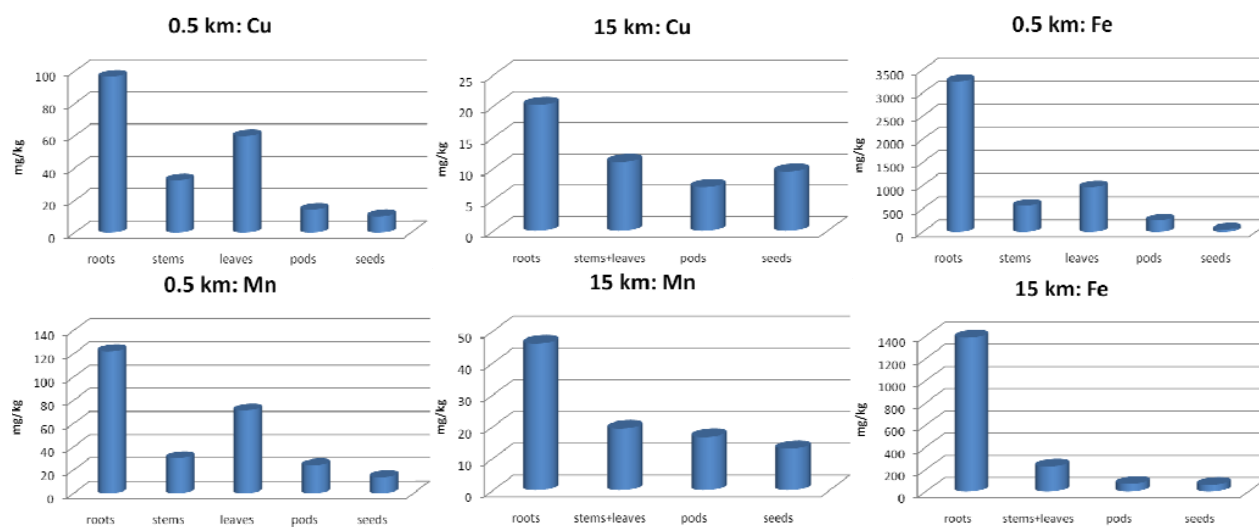 0.5 km: Cu
mg/kg
100
80
60
40
20
0
roots stems leaves pods seeds
15 km: Cu
mg/kg
25
20
15
10
5
0
roots stems+leaves pods seeds
0.5 km: Fe
mg/kg
3500
3000
2500
2000
1500
1000
500
0
roots stems leaves pods seeds
0.5 km: Mn
mg/kg
140
120
100
80
60
40
20
0
roots stems leaves pods seeds
15 km: Mn
mg/kg
50
40
30
20
10
0
roots stems+leaves pods seeds
15 km: Fe
mg/kg
1400
1200
1000
800
600
400
200
0
roots stems+leaves pods seeds